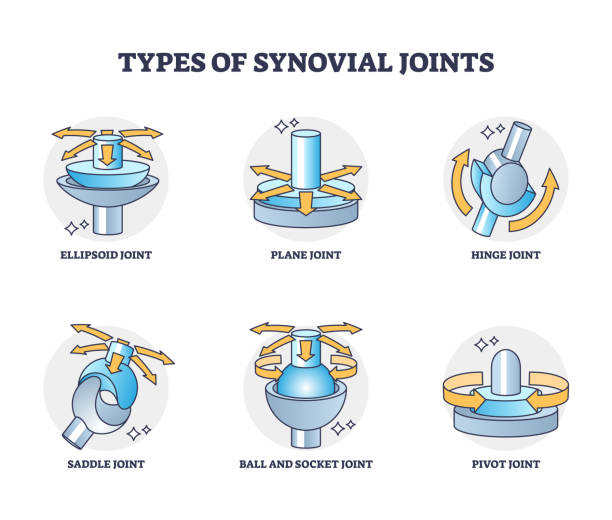 TYPES OF SYNOVIAL JOINTS
ELLIPSOID JOINT
PLANE JOINT
HINGE JOINT
SADDLE JOINT
BALL AND SOCKET JOINT
PIVOT JOINT